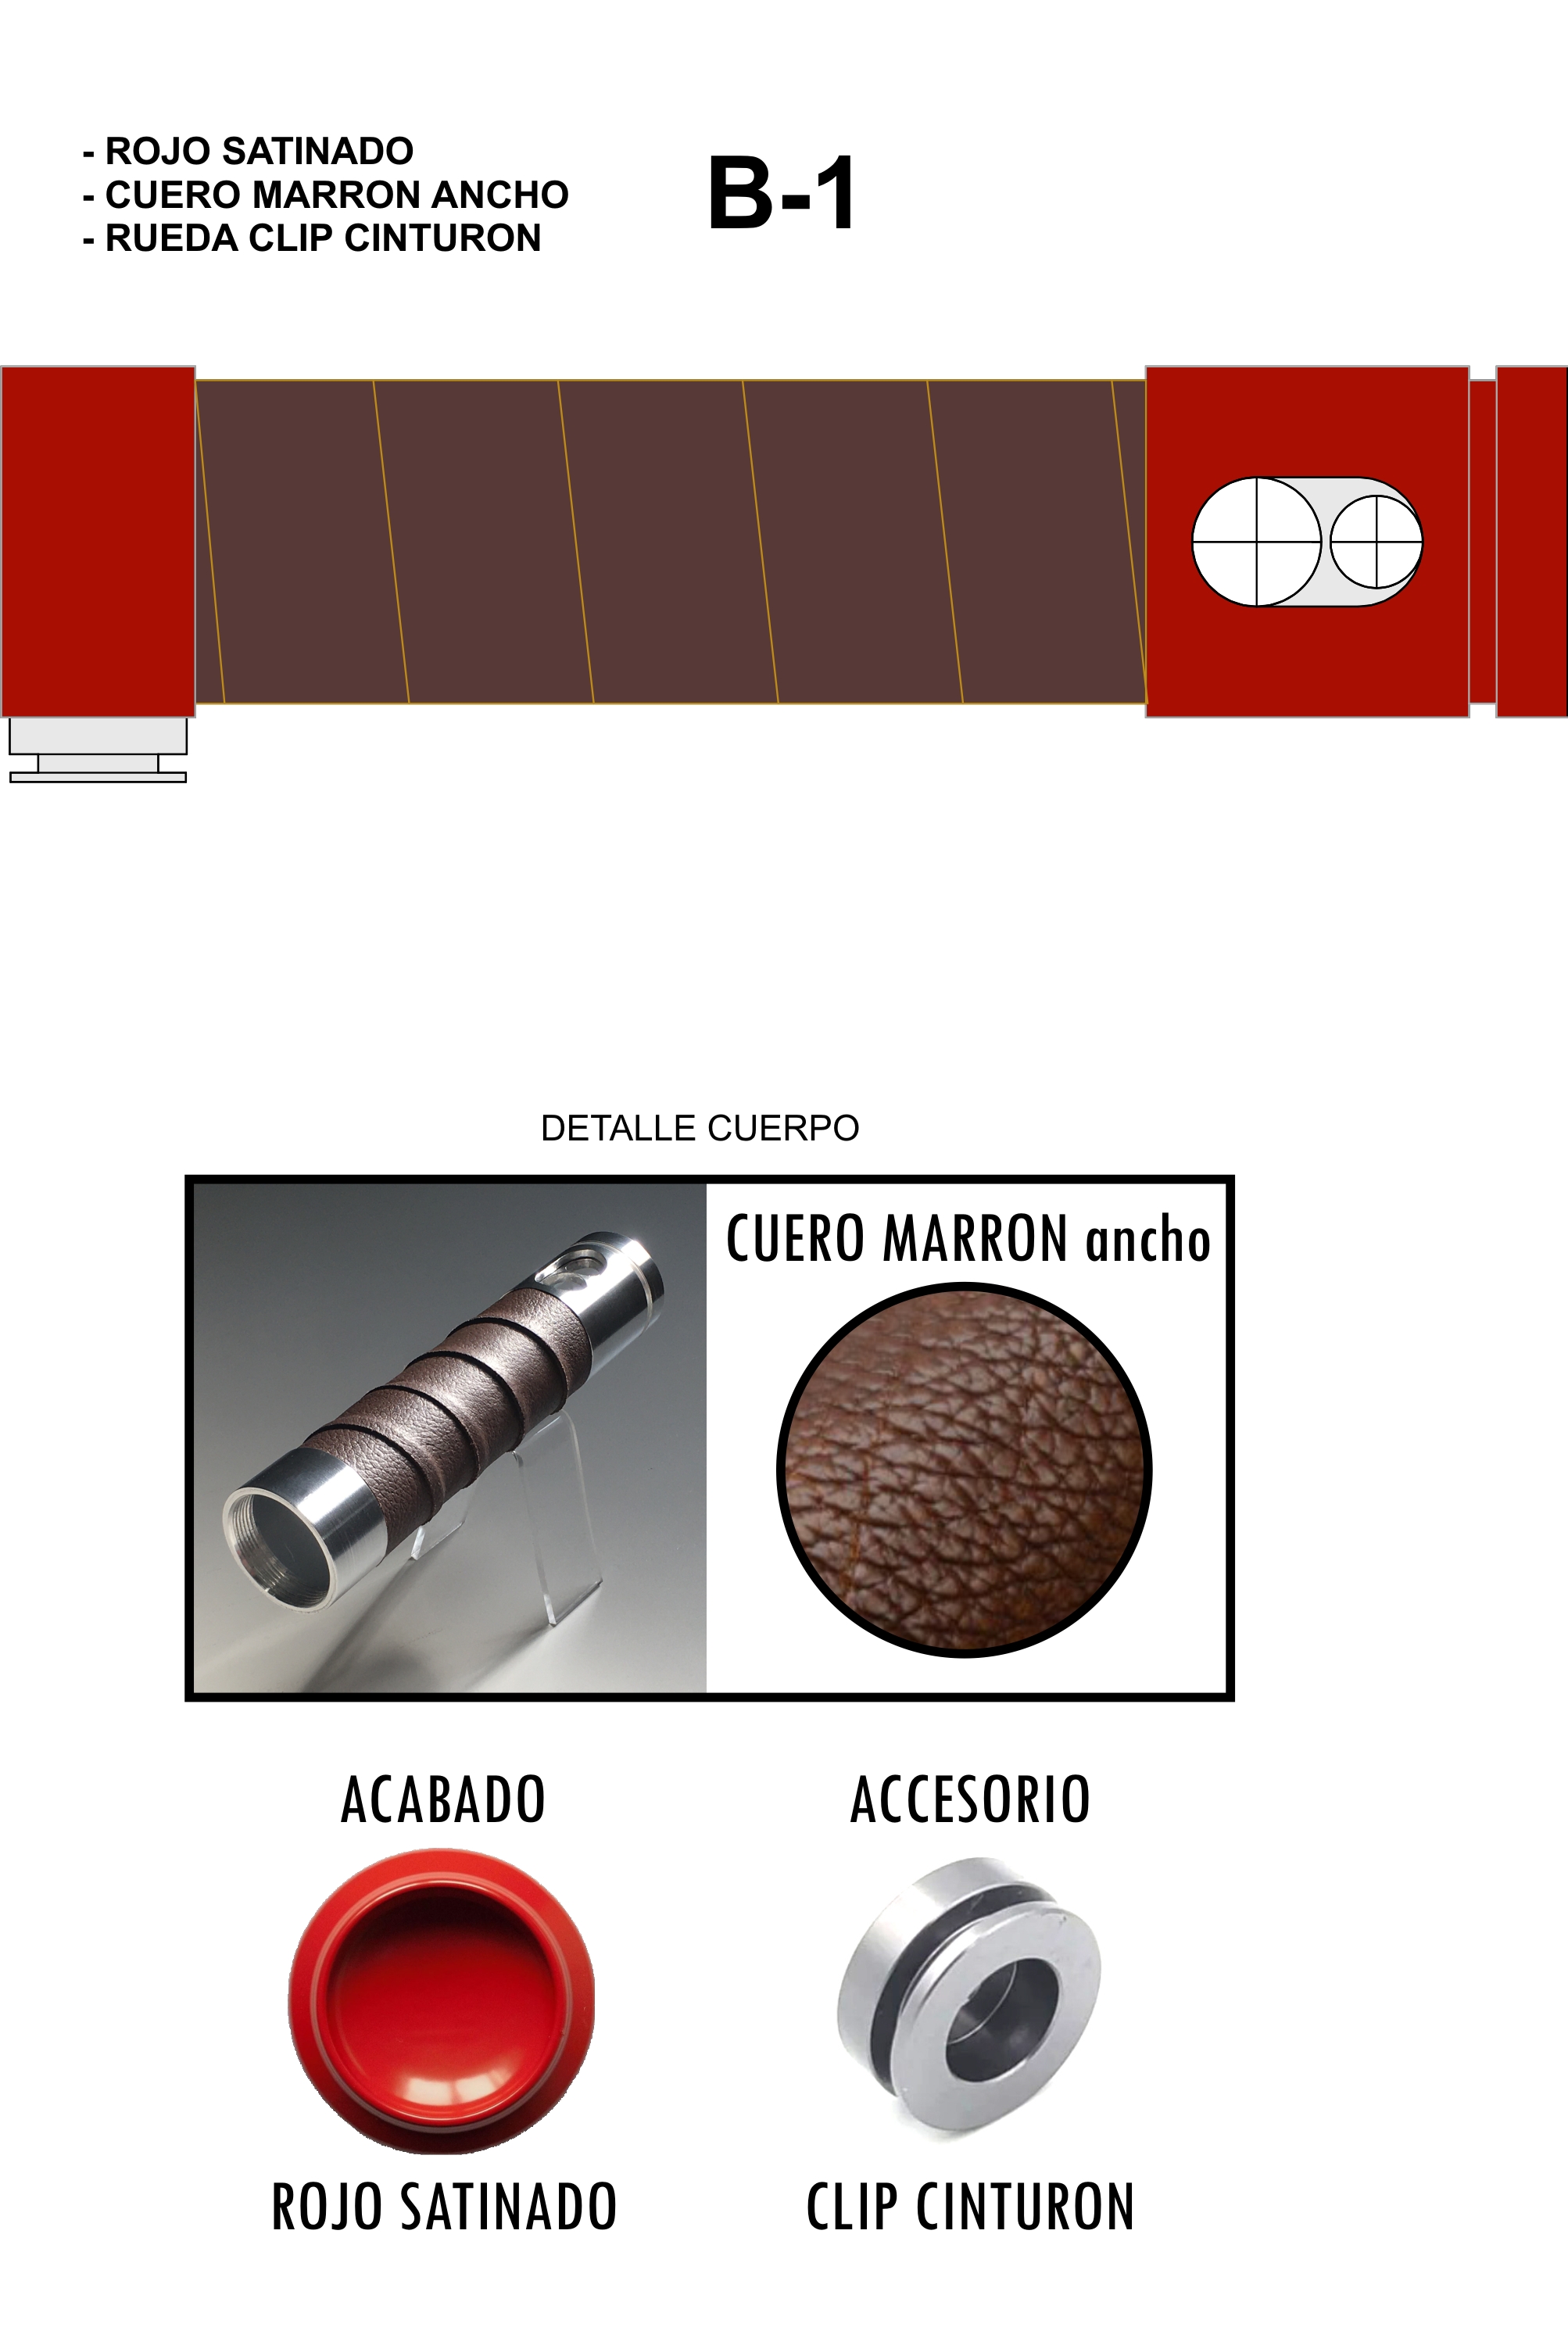 - ROJO SATINADO
- CUERO MARRON ANCHO
- RUEDA CLIP CINTURON
B-1
DETALLE CUERPO
CUERO MARRON ancho
ACABADO
ACCESORIO
ROJO SATINADO
CLIP CINTURON